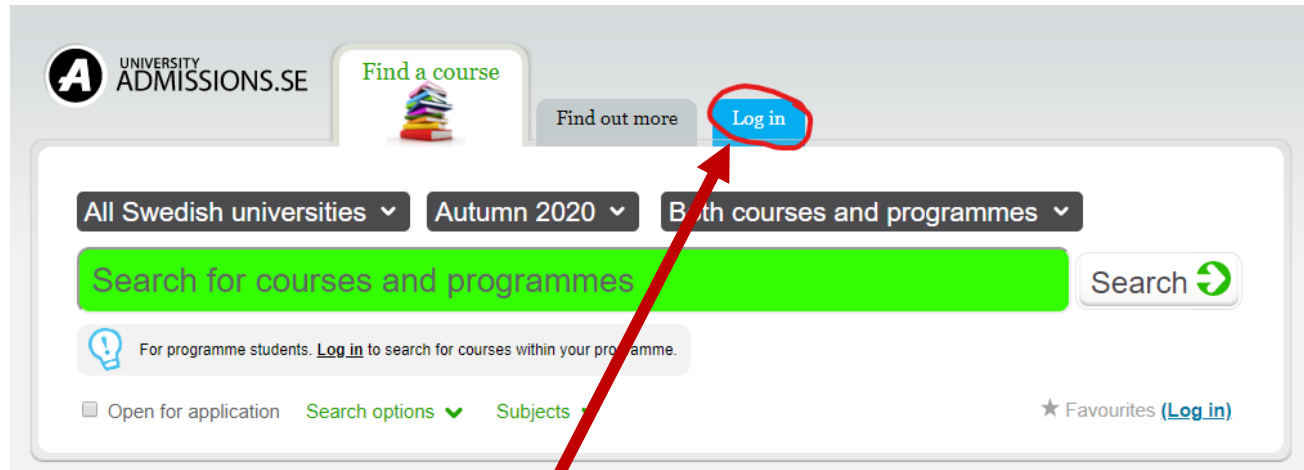 UNIVERSITY
ADMISSIONS.SE
Find a course
Find out more
Log in
All Swedish universities
Autumn 2020
Both courses and programmes
Search for courses and programmes
Search
For programme students. Log in to search for courses within your programme.
Open for application
Search options
Subjects
Favourites (Log in)